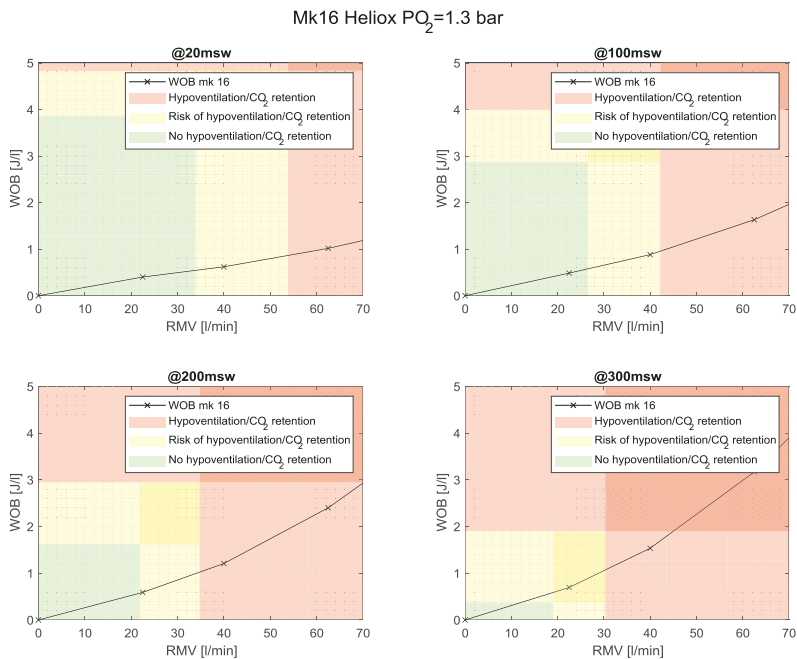 Mk16 Heliox PO2=1.3 bar
@20msw
WOB [J/l]
5
4
3
2
1
0
WOB mk 16
Hypoventilation/CO2 retention
Risk of hypoventilation/CO2 retention
No hypoventilation/CO2 retention
0 10 20 30 40 50 60 70
RMV [l/min]
@100msw
WOB [J/l]
5
4
3
2
1
0
WOB mk 16
Hypoventilation/CO2 retention
Risk of hypoventilation/CO2 retention
No hypoventilation/CO2 retention
0 10 20 30 40 50 60 70
RMV [l/min]
@200msw
WOB [J/l]
5
4
3
2
1
0
WOB mk 16
Hypoventilation/CO2 retention
Risk of hypoventilation/CO2 retention
No hypoventilation/CO2 retention
0 10 20 30 40 50 60 70
RMV [l/min]
@300msw
WOB [J/l]
5
4
3
2
1
0
WOB mk 16
Hypoventilation/CO2 retention
Risk of hypoventilation/CO2 retention
No hypoventilation/CO2 retention
0 10 20 30 40 50 60 70
RMV [l/min]